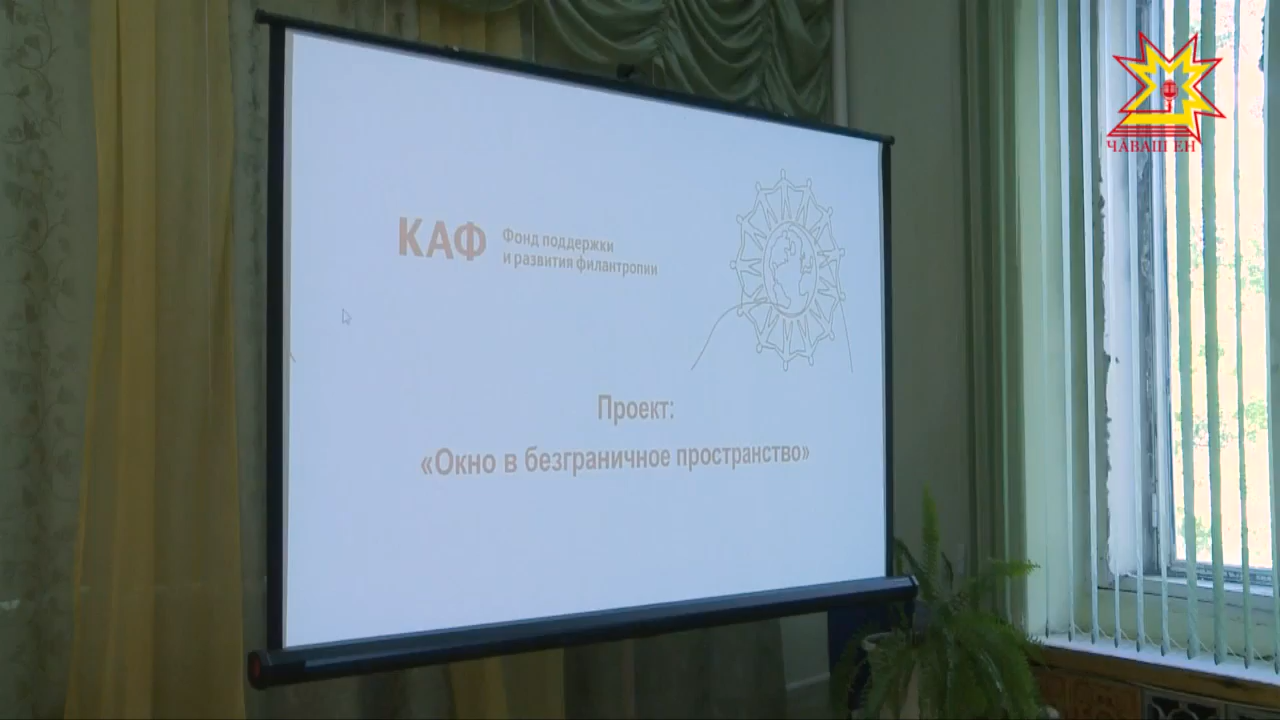 ЧӐВАШ ЕН
КАФ
Фонд поддержки
и развития филантропии
Проект:
«Окно в безграничное пространство»